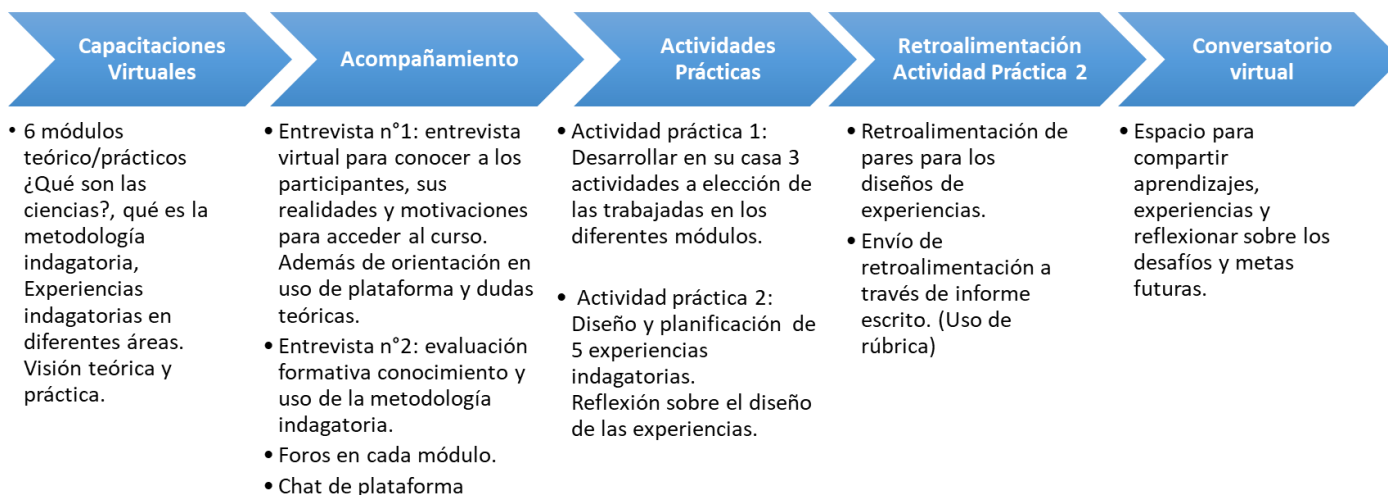 Capacitaciones
Virtuales
• 6 módulos
teórico/prácticos
¿Qué son las
ciencias?, qué es la
metodología
indagatoria,
Experiencias
indagatorias en
diferentes áreas.
Visión teórica y
práctica.
Acompañamiento
• Entrevista n°1: entrevista
virtual para conocer a los
participantes, sus
realidades y motivaciones
para acceder al curso.
Además de orientación en
uso de plataforma y dudas
teóricas.
• Entrevista n°2: evaluación
formativa conocimiento y
uso de la metodología
indagatoria.
• Foros en cada módulo.
• Chat de plataforma
Actividades
Prácticas
• Actividad práctica 1:
Desarrollar en su casa 3
actividades a elección de
las trabajadas en los
diferentes módulos.
• Actividad práctica 2:
Diseño y planificación de
5 experiencias
indagatorias.
Reflexión sobre el diseño
de las experiencias.
Retroalimentación
Actividad Práctica 2
• Retroalimentación de
pares para los
diseños de
experiencias.
• Envío de
retroalimentación a
través de informe
escrito. (Uso de
rúbrica)
Conversatorio
virtual
• Espacio para
compartir
aprendizajes,
experiencias y
reflexionar sobre los
desafíos y metas
futuras.